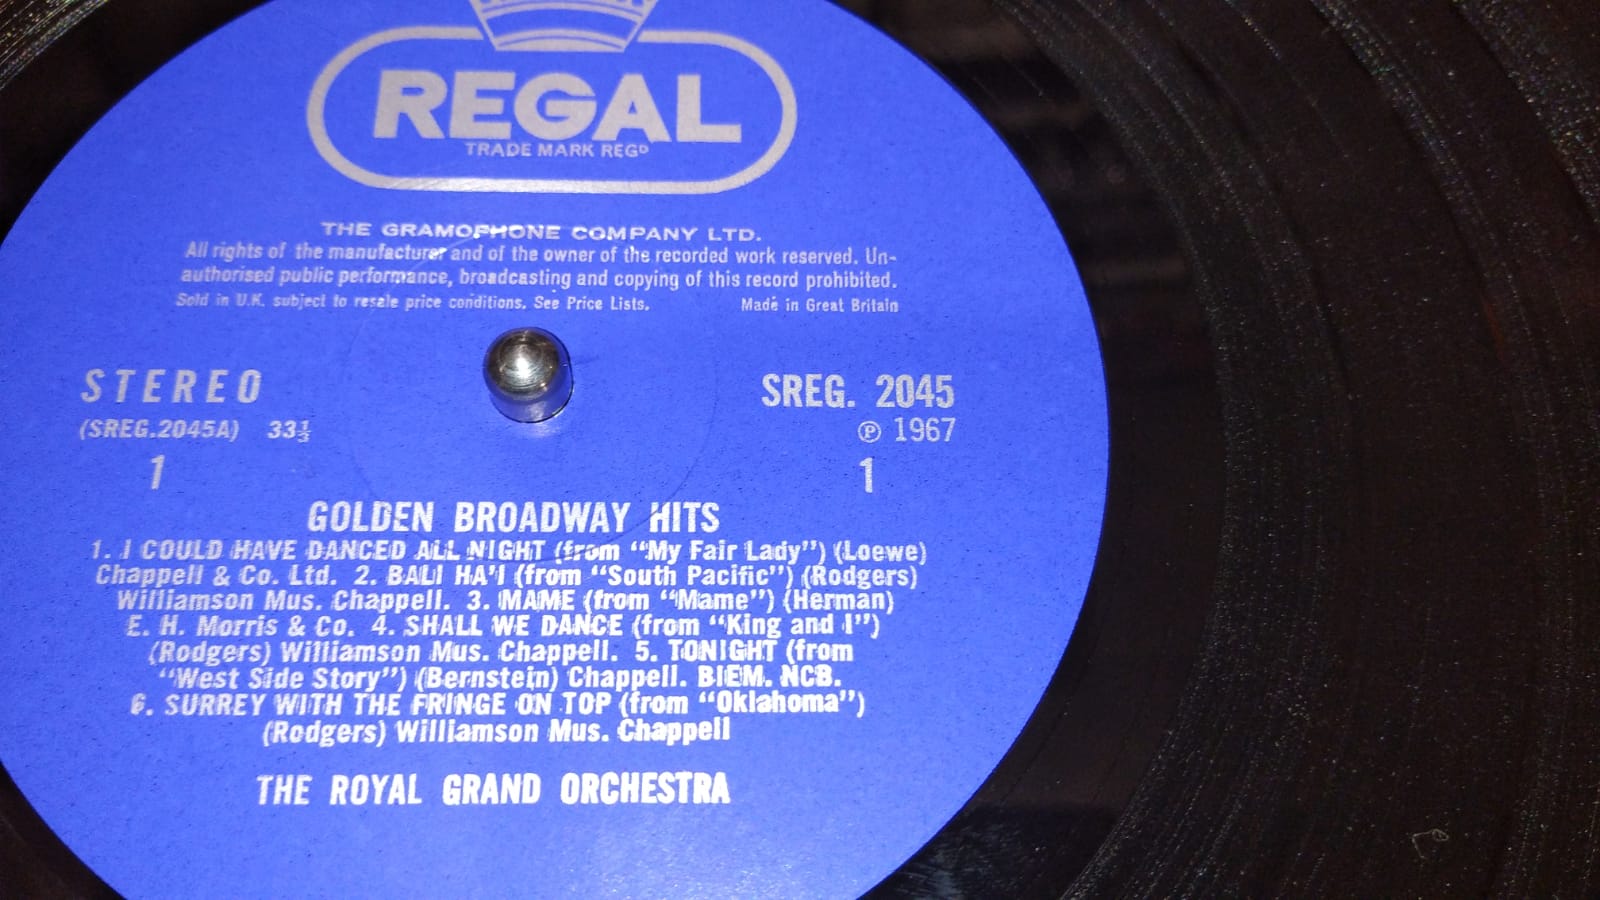 REGAL
TRADE MARK REGD
THE GRAMOPHONE COMPANY LTD.
All rights of the manufacturer and of the owner of the recorded work reserved. Un-
authorised public performance, broadcasting and copying of this record prohibited.
Sold in U.K. subject to resale price conditions. See Price Lists. Made in Great Britain
STEREO SREG. 2045
(SREG.2045A) 33⅓ ℗ 1967
1 1
GOLDEN BROADWAY HITS
1. I COULD HAVE DANCED ALL NIGHT (from "My Fair Lady") (Loewe)
Chappell & Co. Ltd. 2. BALI HA'I (from "South Pacific") (Rodgers)
Williamson Mus. Chappell. 3. MAME (from "Mame") (Herman)
E. H. Morris & Co. 4. SHALL WE DANCE (from "King and I")
(Rodgers) Williamson Mus. Chappell. 5. TONIGHT (from
"West Side Story") (Bernstein) Chappell. BIEM. NCB.
6. SURREY WITH THE FRINGE ON TOP (from "Oklahoma")
(Rodgers) Williamson Mus. Chappell
THE ROYAL GRAND ORCHESTRA